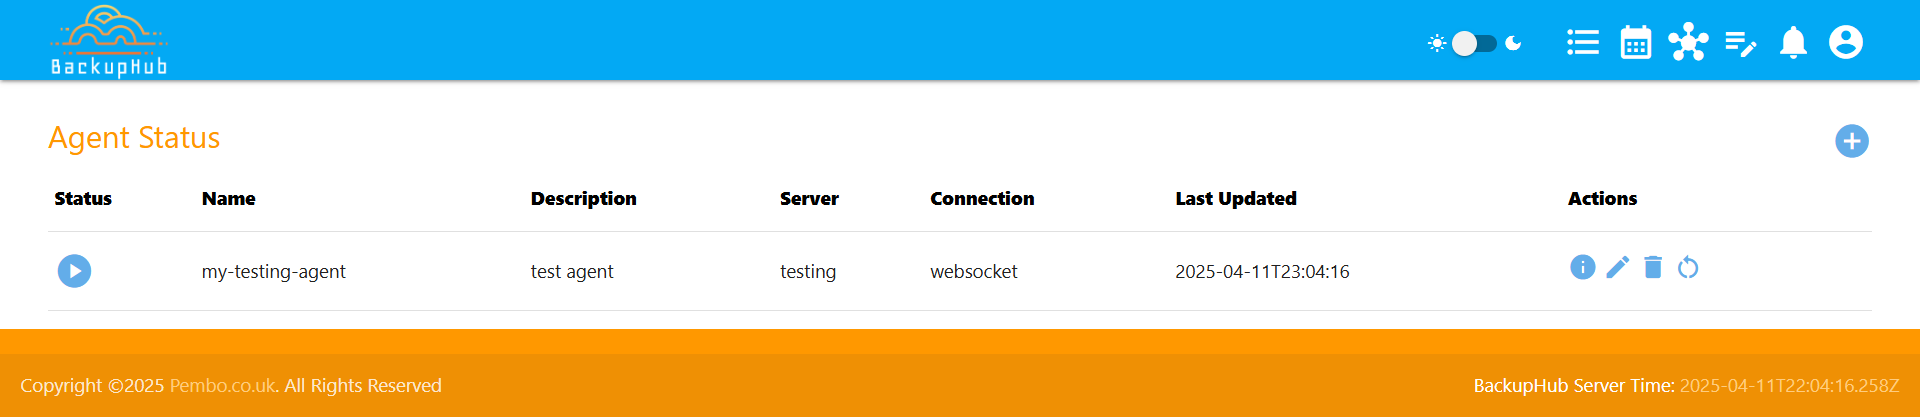 BackupHub
Agent Status
Status Name Description Server Connection Last Updated Actions
my-testing-agent test agent testing websocket 2025-04-11T23:04:16
Copyright ©2025 Pembo.co.uk. All Rights Reserved BackupHub Server Time: 2025-04-11T22:04:16.258Z